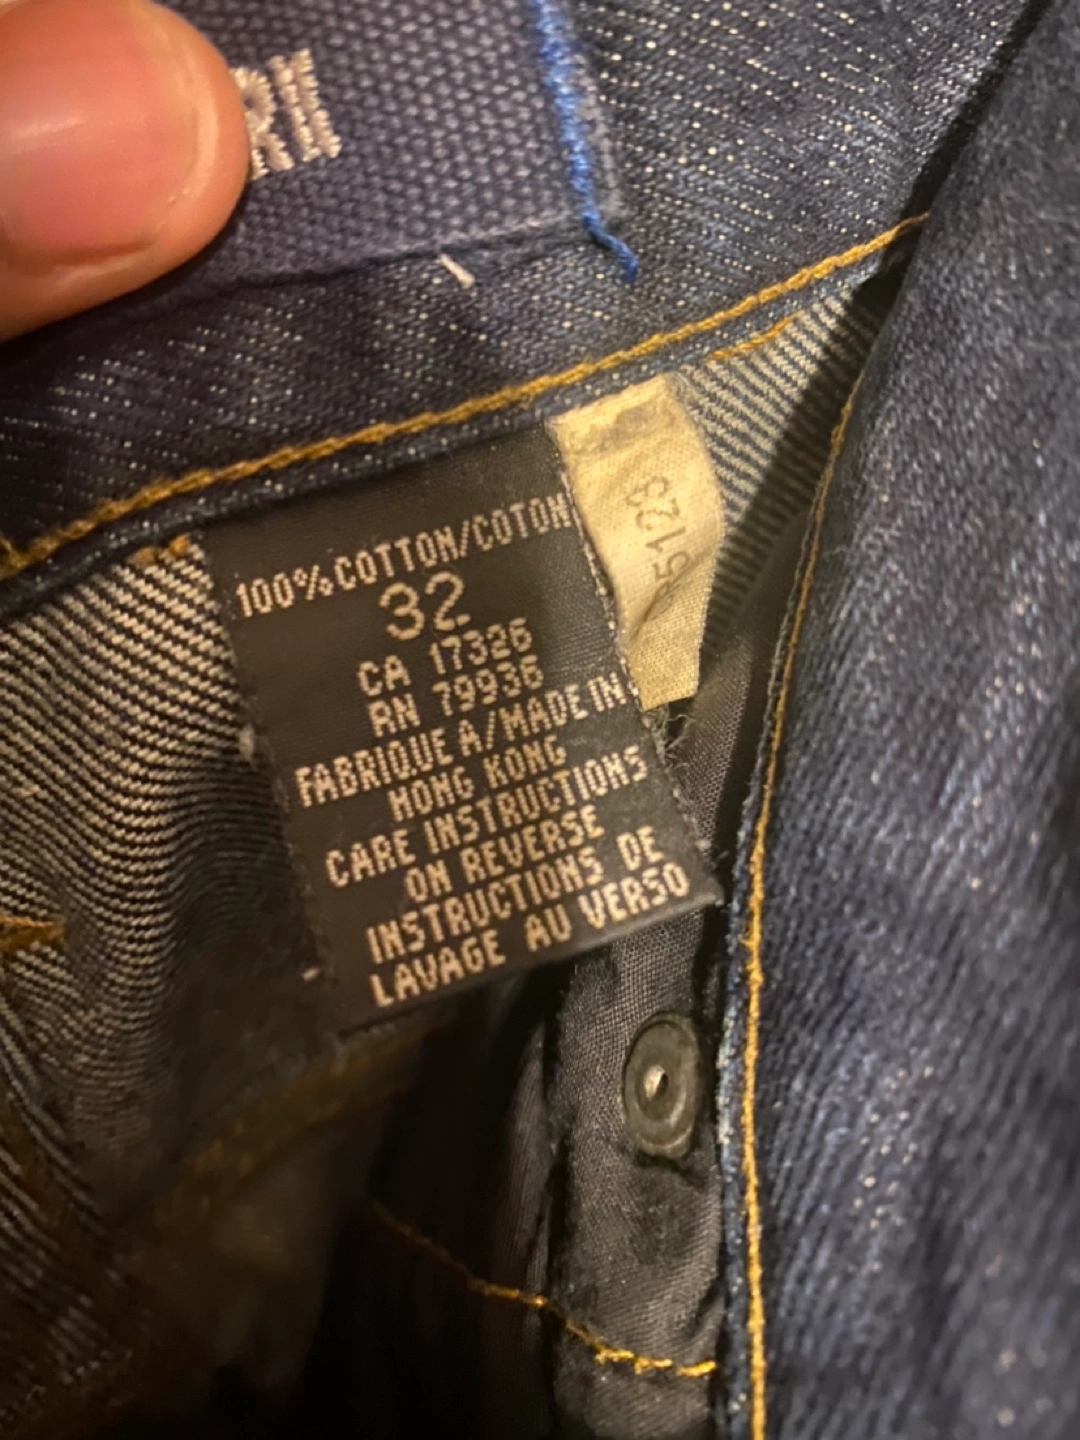 100% COTTON/COTON
32
CA 17326
RN 79936
FABRIQUE A/MADE IN
HONG KONG
CARE INSTRUCTIONS
ON REVERSE
INSTRUCTIONS DE
LAVAGE AU VERSO